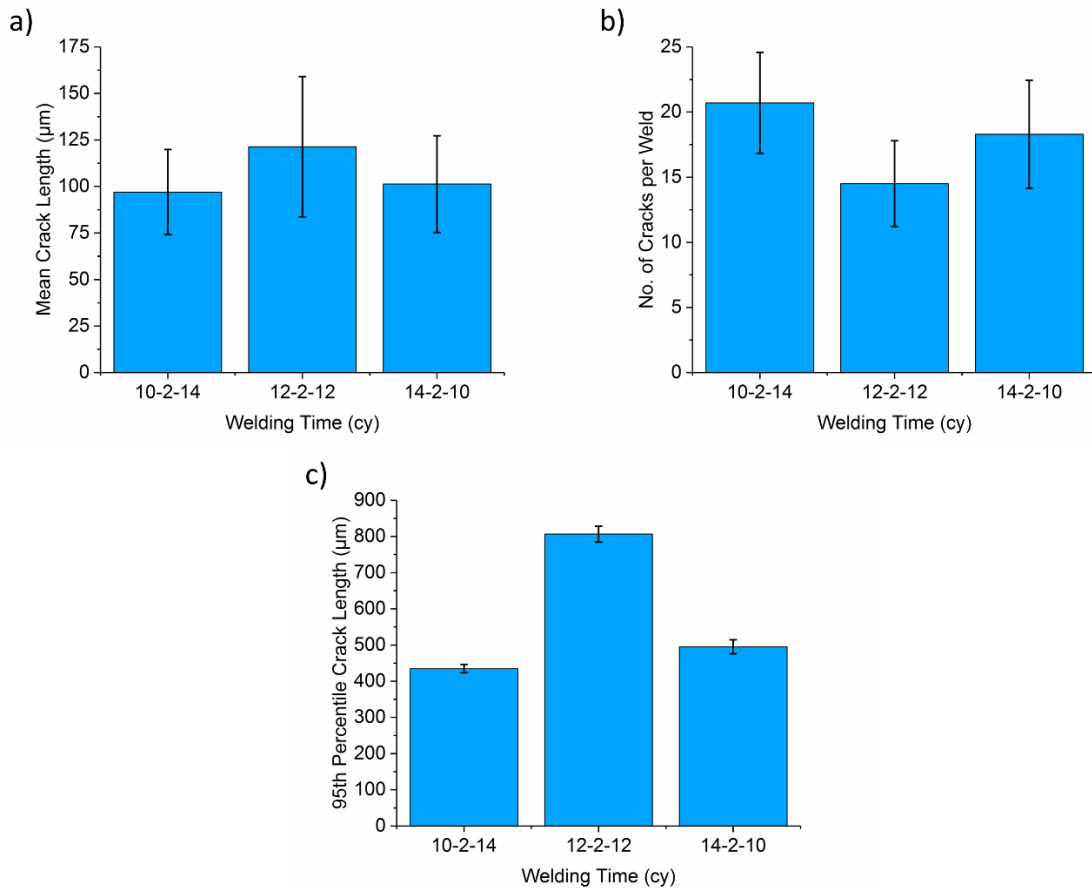 a)
Mean Crack Length (µm)
175
150
125
100
75
50
25
0
10-2-14 12-2-12 14-2-10
Welding Time (cy)
b)
No. of Cracks per Weld
25
20
15
10
5
0
10-2-14 12-2-12 14-2-10
Welding Time (cy)
c)
95th Percentile Crack Length (µm)
900
800
700
600
500
400
300
200
100
0
10-2-14 12-2-12 14-2-10
Welding Time (cy)